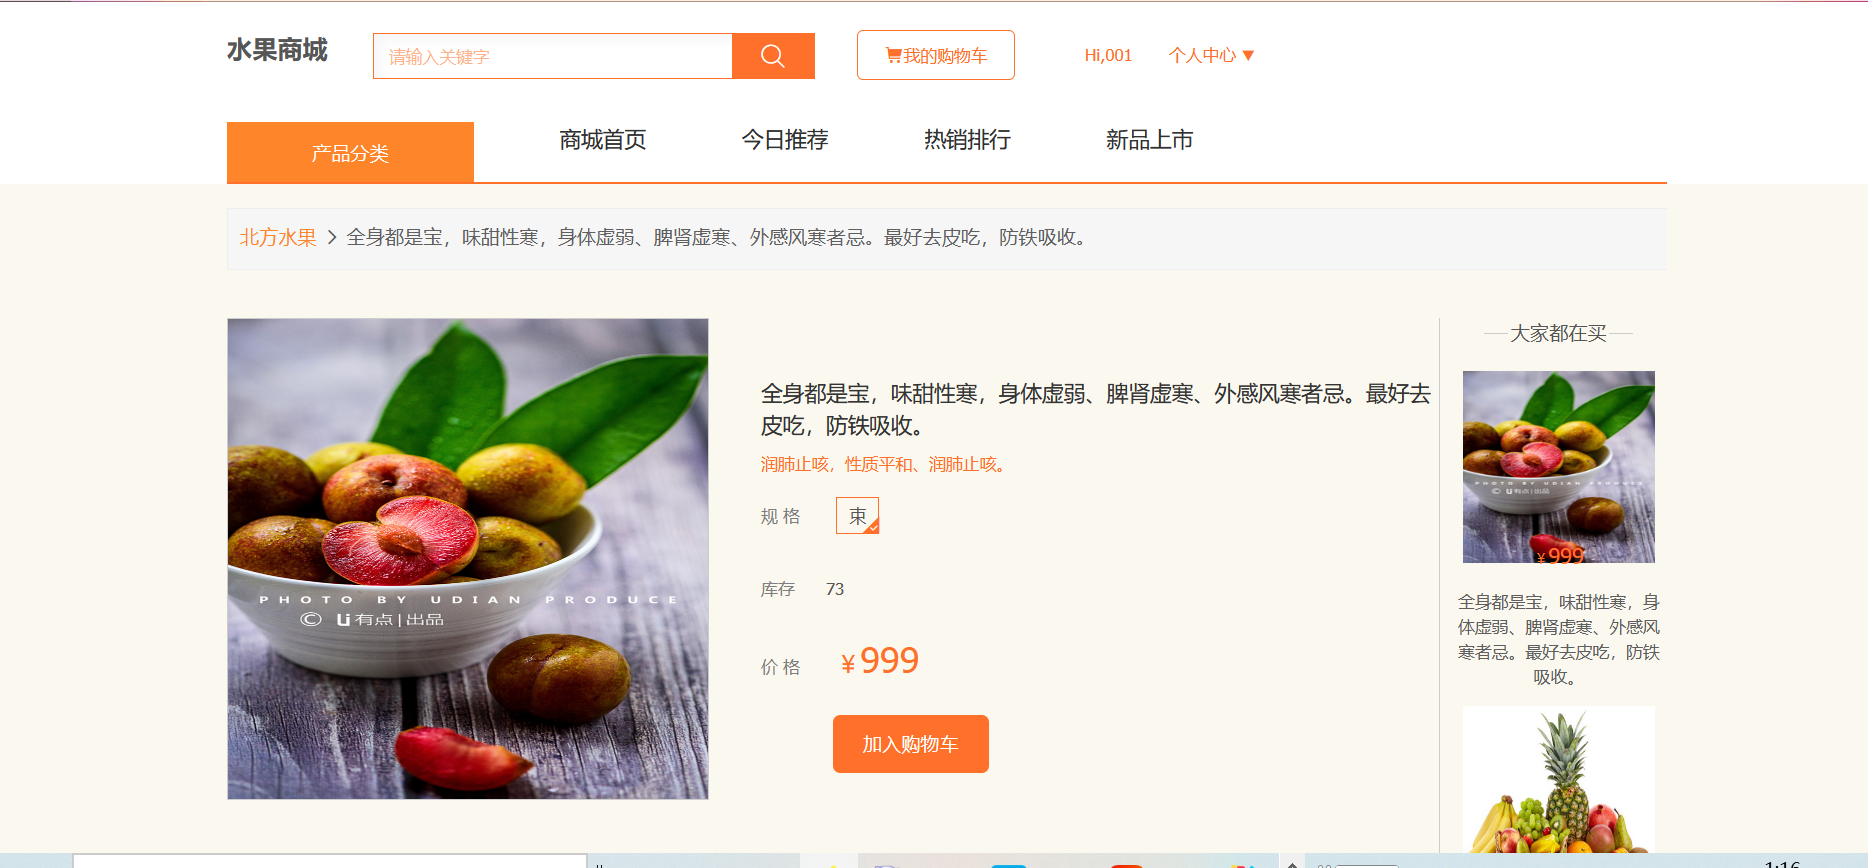 水果商城
请输入关键字
我的购物车
Hi,001
个人中心 ▼
产品分类
商城首页
今日推荐
热销排行
新品上市
北方水果 > 全身都是宝，味甜性寒，身体虚弱、脾肾虚寒、外感风寒者忌。最好去皮吃，防铁吸收。
PHOTO BY UDIAN PRODUCE
© 有点|出品
全身都是宝，味甜性寒，身体虚弱、脾肾虚寒、外感风寒者忌。最好去
皮吃，防铁吸收。
润肺止咳，性质平和、润肺止咳。
规 格
束
库存
73
价 格
¥ 999
加入购物车
大家都在买
PHOTO BY UDIAN PRODUCE
© 有点|出品
¥ 999
全身都是宝，味甜性寒，身
体虚弱、脾肾虚寒、外感风
寒者忌。最好去皮吃，防铁
吸收。